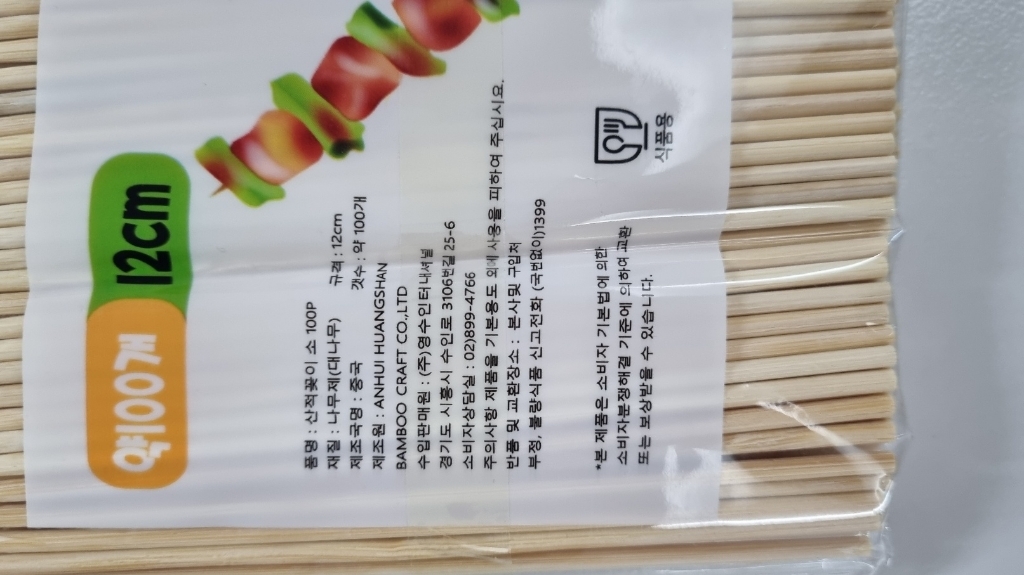 약100개 12cm
품명 : 산적꽂이 소 100P
재질 : 나무제(대나무) 규격 : 12cm
제조국명 : 중국 갯수 : 약 100개
제조원 : ANHUI HUANGSHAN
BAMBOO CRAFT CO.,LTD
수입판매원 : (주)영수인터내셔널
경기도 시흥시 수인로 3106번길 25-6
소비자상담실 : 02)899-4766
주의사항 제품을 기본용도 외에 사용을 피하여 주십시요.
반품 및 교환장소 : 본사및 구입처
부정, 불량식품 신고전화 (국번없이)1399
*본 제품은 소비자 기본법에 의한
소비자분쟁해결 기준에 의하여 교환
또는 보상받을 수 있습니다.
식품용